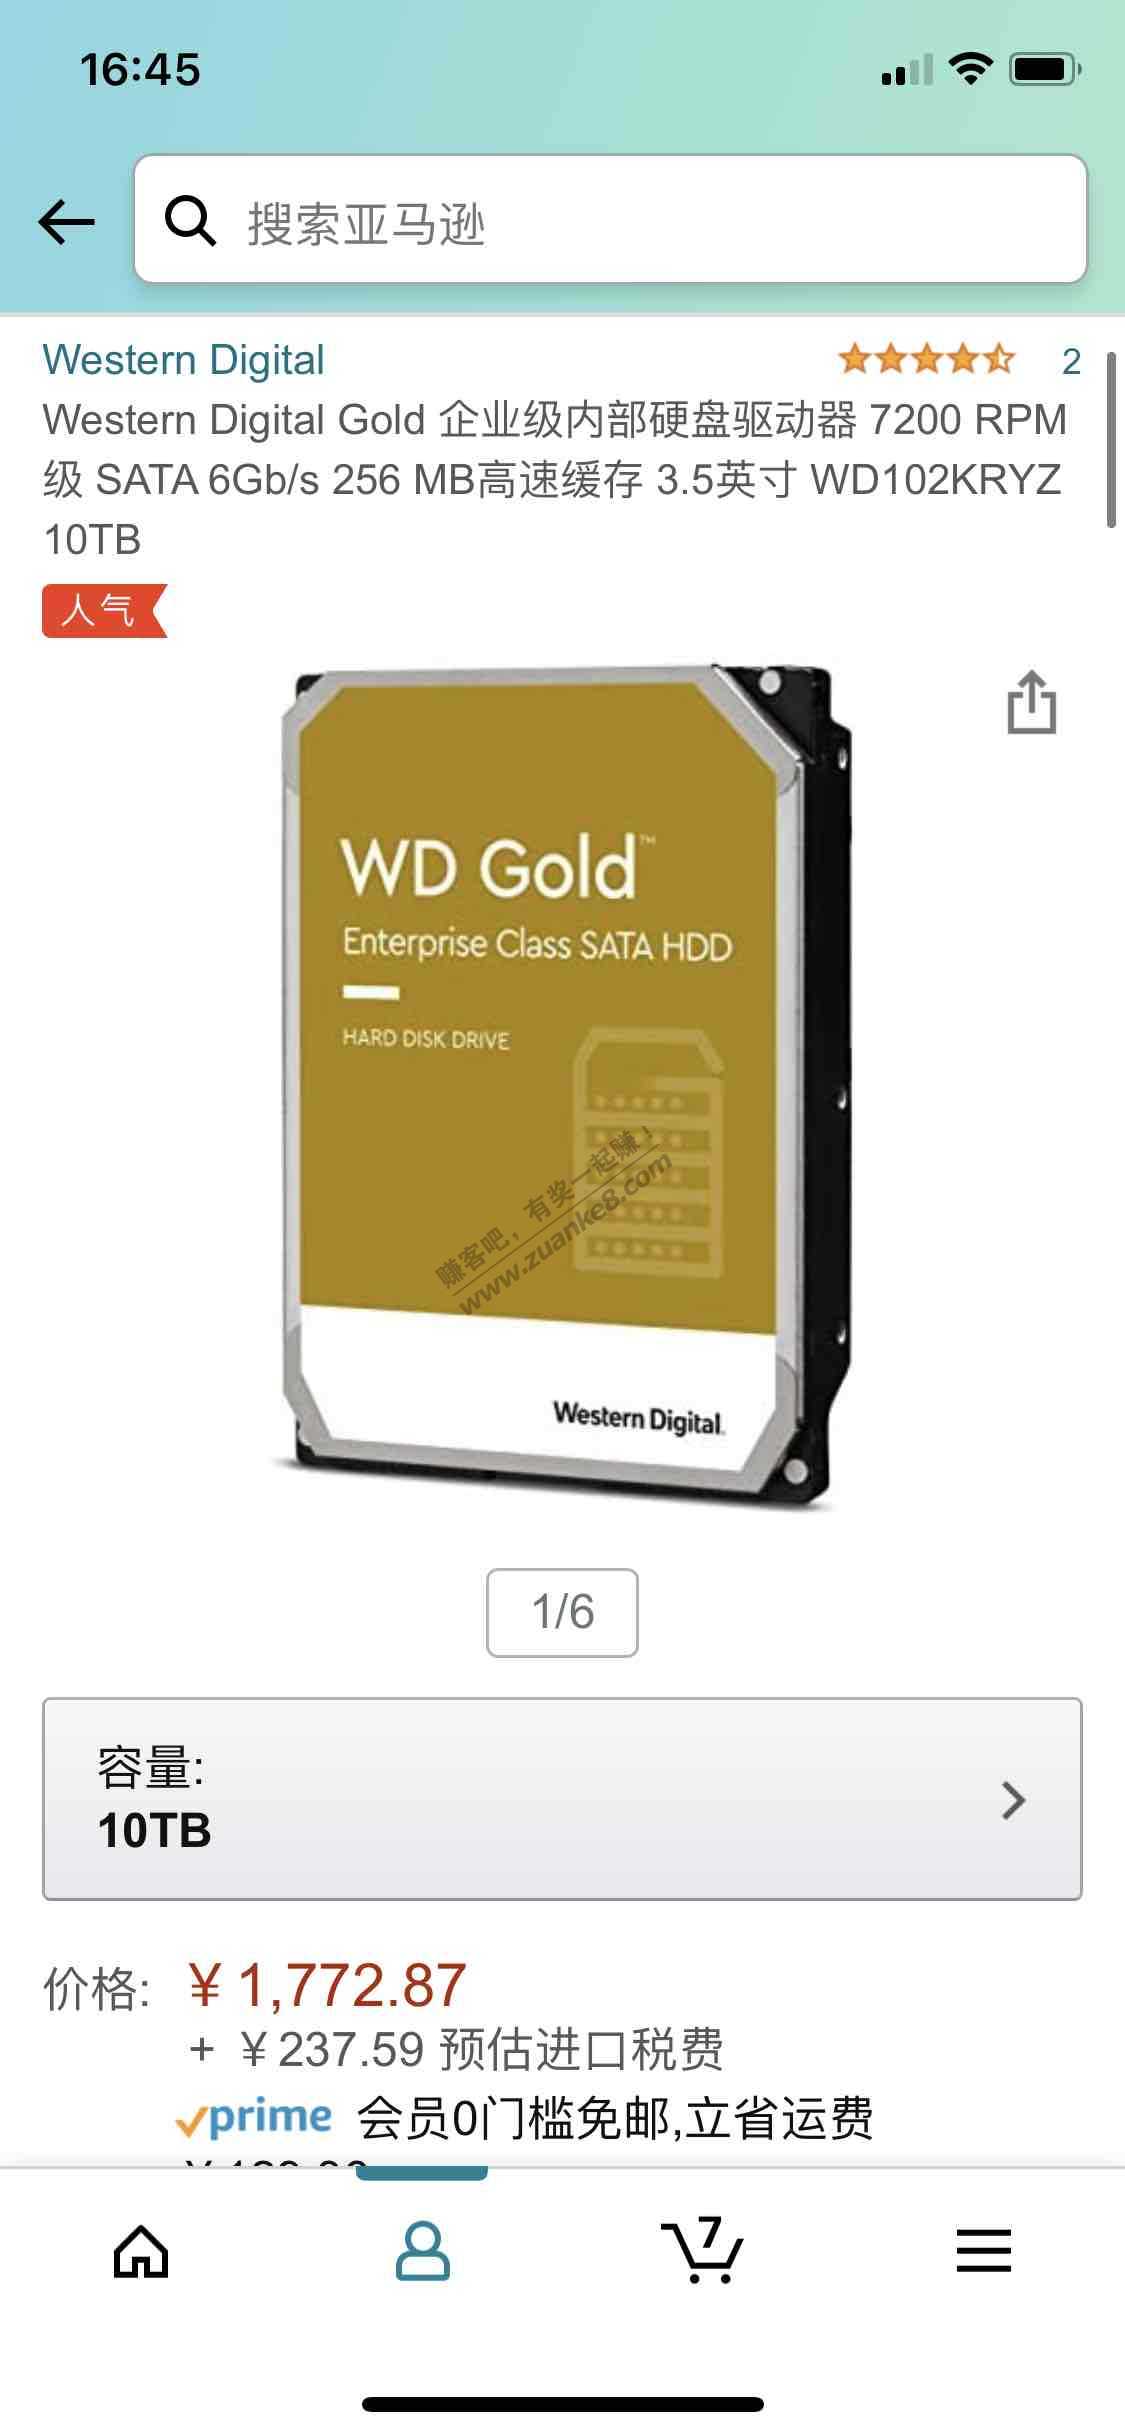 16:45
搜索亚马逊
Western Digital 2
Western Digital Gold 企业级内部硬盘驱动器 7200 RPM
级 SATA 6Gb/s 256 MB高速缓存 3.5英寸 WD102KRYZ
10TB
人气
WD Gold™
Enterprise Class SATA HDD
HARD DISK DRIVE
赚客吧，有奖一起赚！
www.zuanke8.com
Western Digital.
1/6
容量:
10TB
价格: ¥ 1,772.87
+ ¥ 237.59 预估进口税费
prime 会员0门槛免邮,立省运费
7